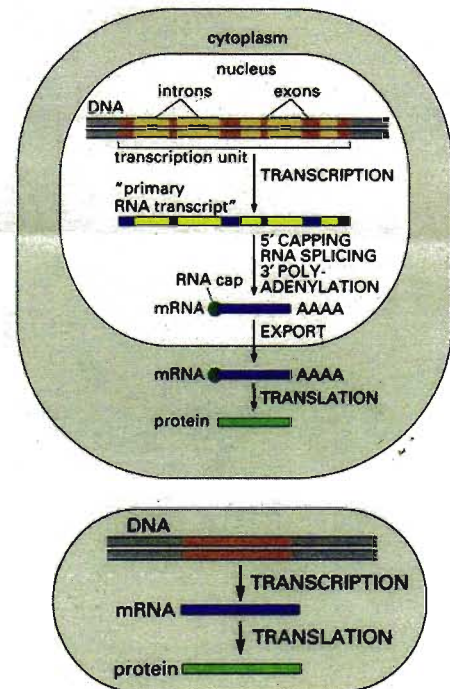 cytoplasm
nucleus
introns exons
DNA
transcription unit
TRANSCRIPTION
"primary
RNA transcript"
5' CAPPING
RNA SPLICING
3' POLY-
ADENYLATION
RNA cap
mRNA AAAA
EXPORT
mRNA AAAA
TRANSLATION
protein
DNA
TRANSCRIPTION
mRNA
TRANSLATION
protein